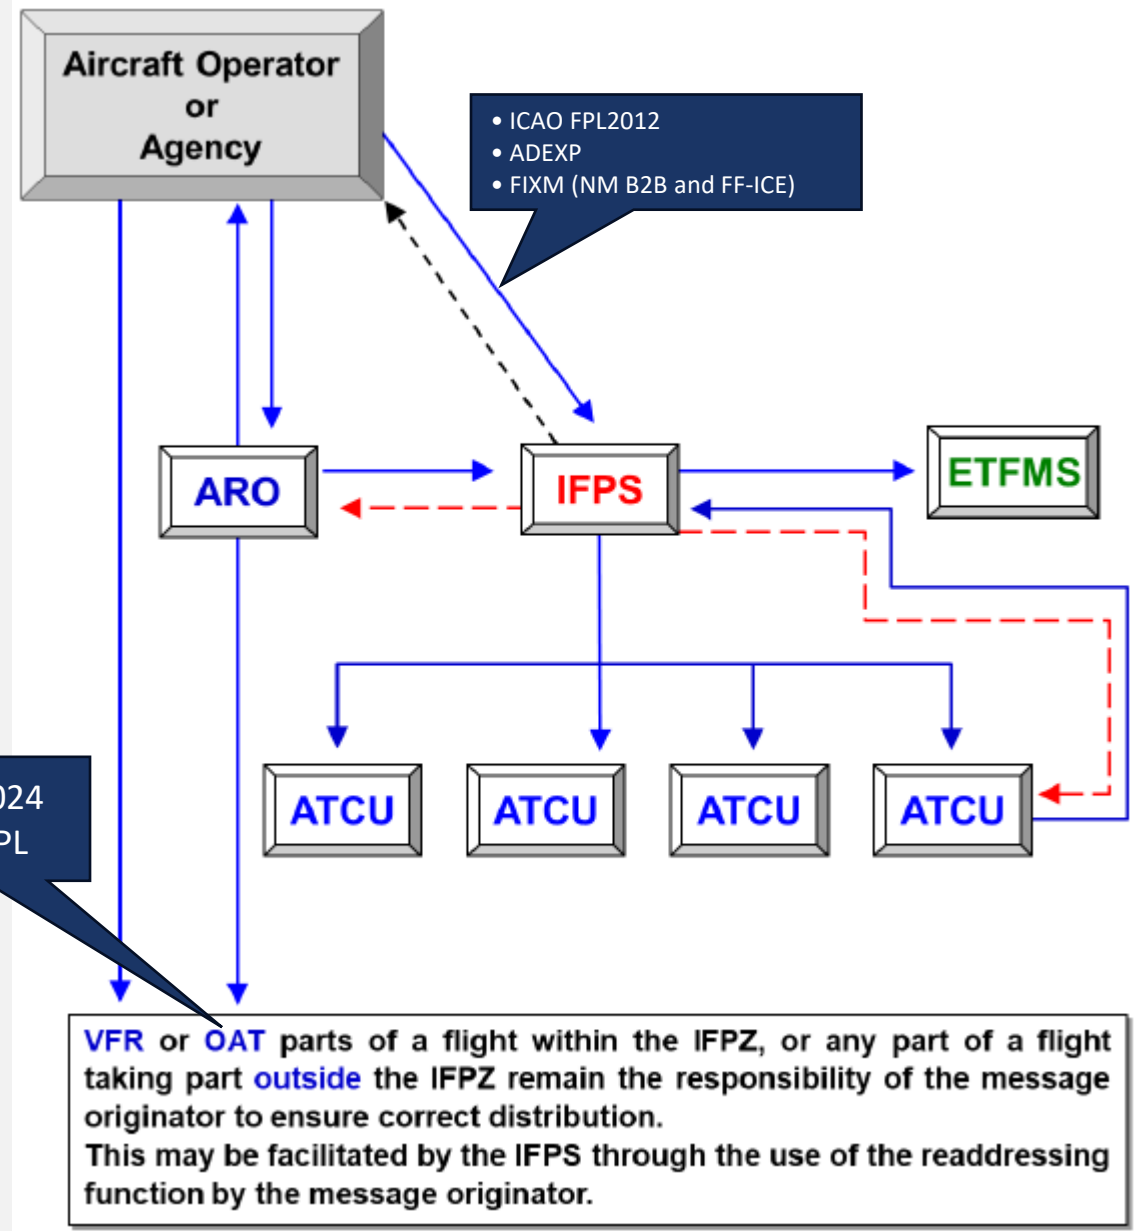 Aircraft Operator
or
Agency
• ICAO FPL2012
• ADEXP
• FIXM (NM B2B and FF-ICE)
ARO
IFPS
ETFMS
ATCU
ATCU
ATCU
ATCU
024
PL
VFR or OAT parts of a flight within the IFPZ, or any part of a flight
taking part outside the IFPZ remain the responsibility of the message
originator to ensure correct distribution.
This may be facilitated by the IFPS through the use of the readdressing
function by the message originator.